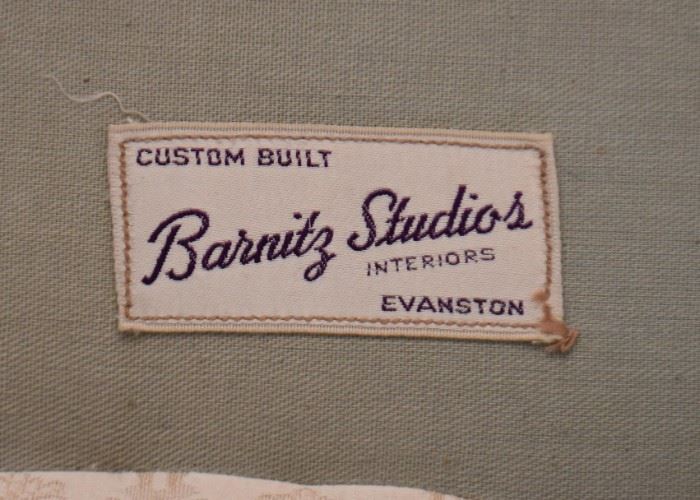 CUSTOM BUILT
Barnitz Studios
INTERIORS
EVANSTON